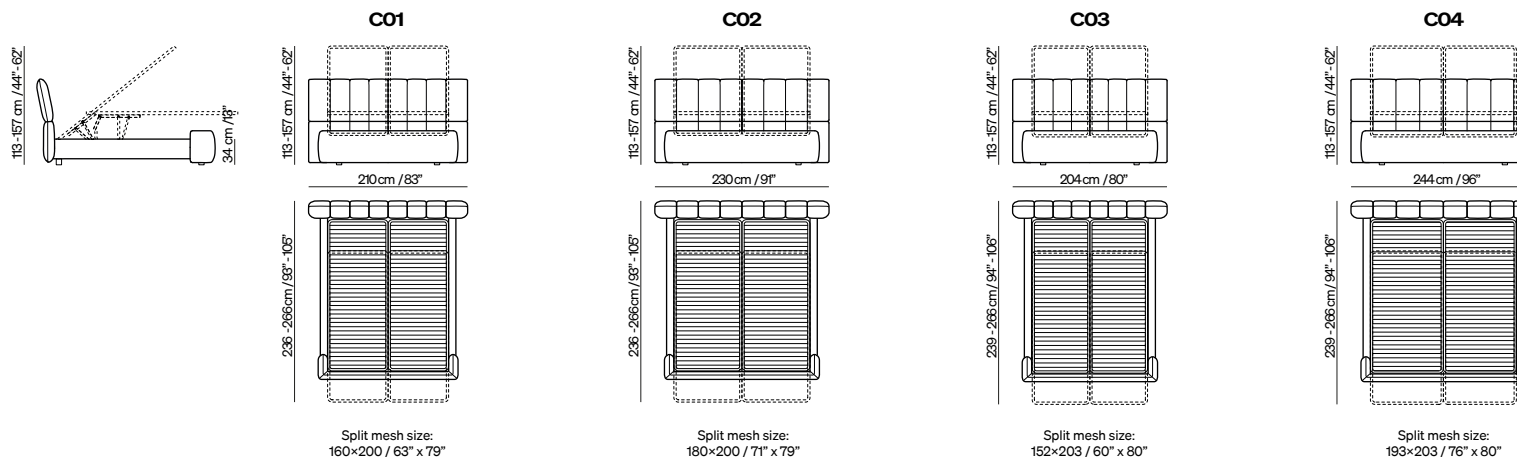 C01
C02
C03
C04
113 - 157 cm / 44” - 62”
34 cm / 13”
113 - 157 cm / 44” - 62”
113 - 157 cm / 44” - 62”
113 - 157 cm / 44” - 62”
113 - 157 cm / 44” - 62”
210 cm / 83”
230 cm / 91”
204 cm / 80”
244 cm / 96”
236 - 266 cm / 93” - 105”
236 - 266 cm / 93” - 105”
239 - 266 cm / 94” - 106”
239 - 266 cm / 94” - 106”
Split mesh size:
160×200 / 63” x 79”
Split mesh size:
180×200 / 71” x 79”
Split mesh size:
152×203 / 60” x 80”
Split mesh size:
193×203 / 76” x 80”